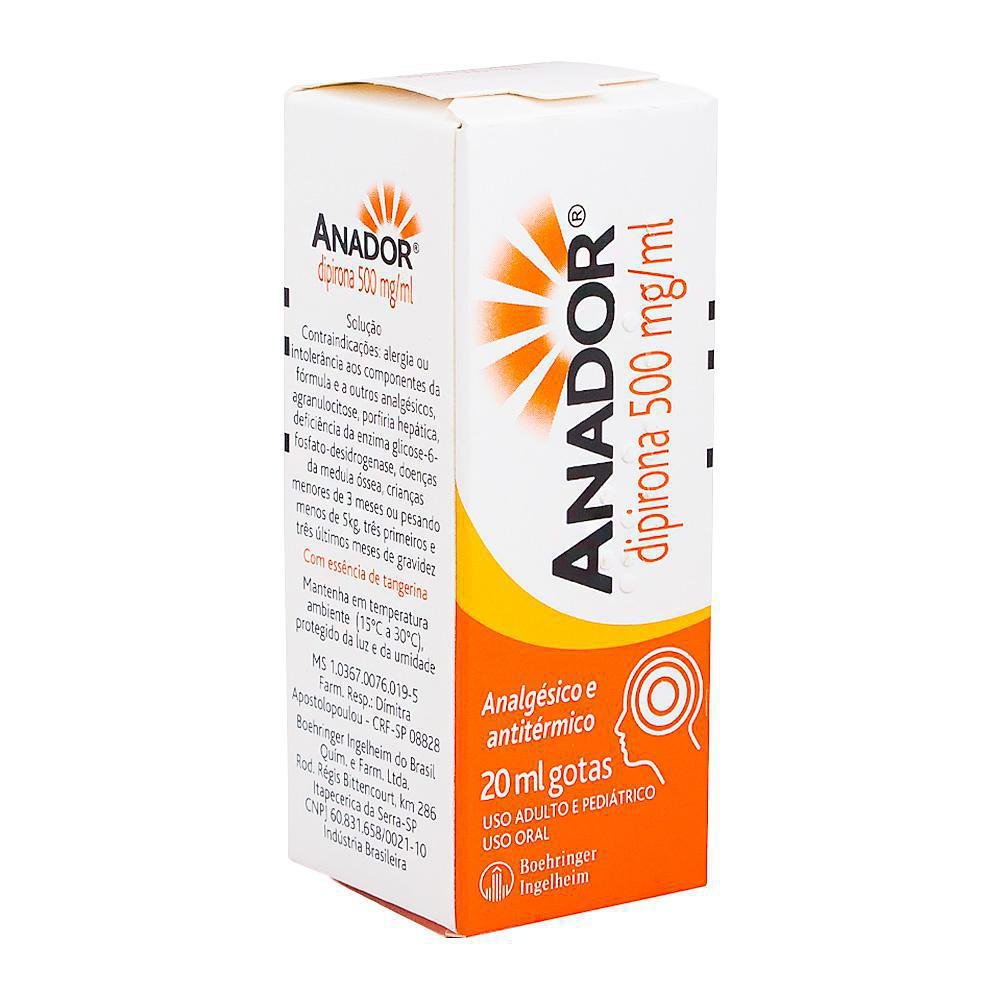 ANADOR®
dipirona 500 mg/ml
Solução
Contraindicações: alergia ou
intolerância aos componentes da
fórmula e a outros analgésicos,
agranulocitose, porfiria hepática,
deficiência da enzima glicose-6-
fosfato-desidrogenase, doenças
da medula óssea, crianças
menores de 3 meses ou pesando
menos de 5kg, três primeiros e
três últimos meses de gravidez
Com essência de tangerina
Mantenha em temperatura
ambiente (15°C a 30°C),
protegido da luz e da umidade
MS 1.0367.0076.019-5
Farm. Resp.: Dímitra
Apostolopoulou - CRF-SP 08828
Boehringer Ingelheim do Brasil
Quím. e Farm. Ltda.
Rod. Régis Bittencourt, km 286
Itapecerica da Serra-SP
CNPJ 60.831.658/0021-10
Indústria Brasileira
ANADOR®
dipirona 500 mg/ml
Analgésico e
antitérmico
20 ml gotas
USO ADULTO E PEDIÁTRICO
USO ORAL
Boehringer
Ingelheim